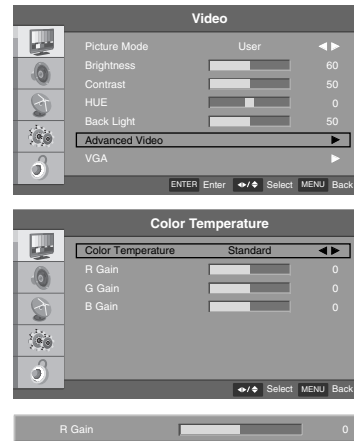 Video
Picture Mode User
Brightness 60
Contrast 50
HUE 0
Back Light 50
Advanced Video
VGA
ENTER Enter / Select MENU Back
Color Temperature
Color Temperature Standard
R Gain 0
G Gain 0
B Gain 0
/ Select MENU Back
R Gain 0